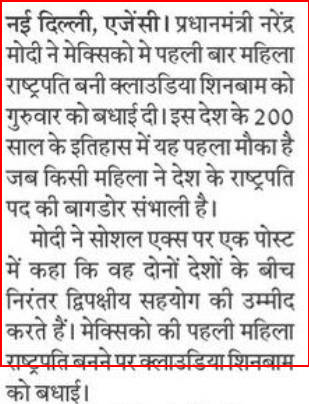 नई दिल्ली, एजेंसी। प्रधानमंत्री नरेंद्र
मोदी ने मेक्सिको मे पहली बार महिला
राष्ट्रपति बनी क्लाउडिया शिनबाम को
गुरुवार को बधाई दी। इस देश के 200
साल के इतिहास में यह पहला मौका है
जब किसी महिला ने देश के राष्ट्रपति
पद की बागडोर संभाली है।
मोदी ने सोशल एक्स पर एक पोस्ट
में कहा कि वह दोनों देशों के बीच
निरंतर द्विपक्षीय सहयोग की उम्मीद
करते हैं। मेक्सिको की पहली महिला
राष्ट्रपति बनने पर क्लाउडिया शिनबाम
को बधाई।